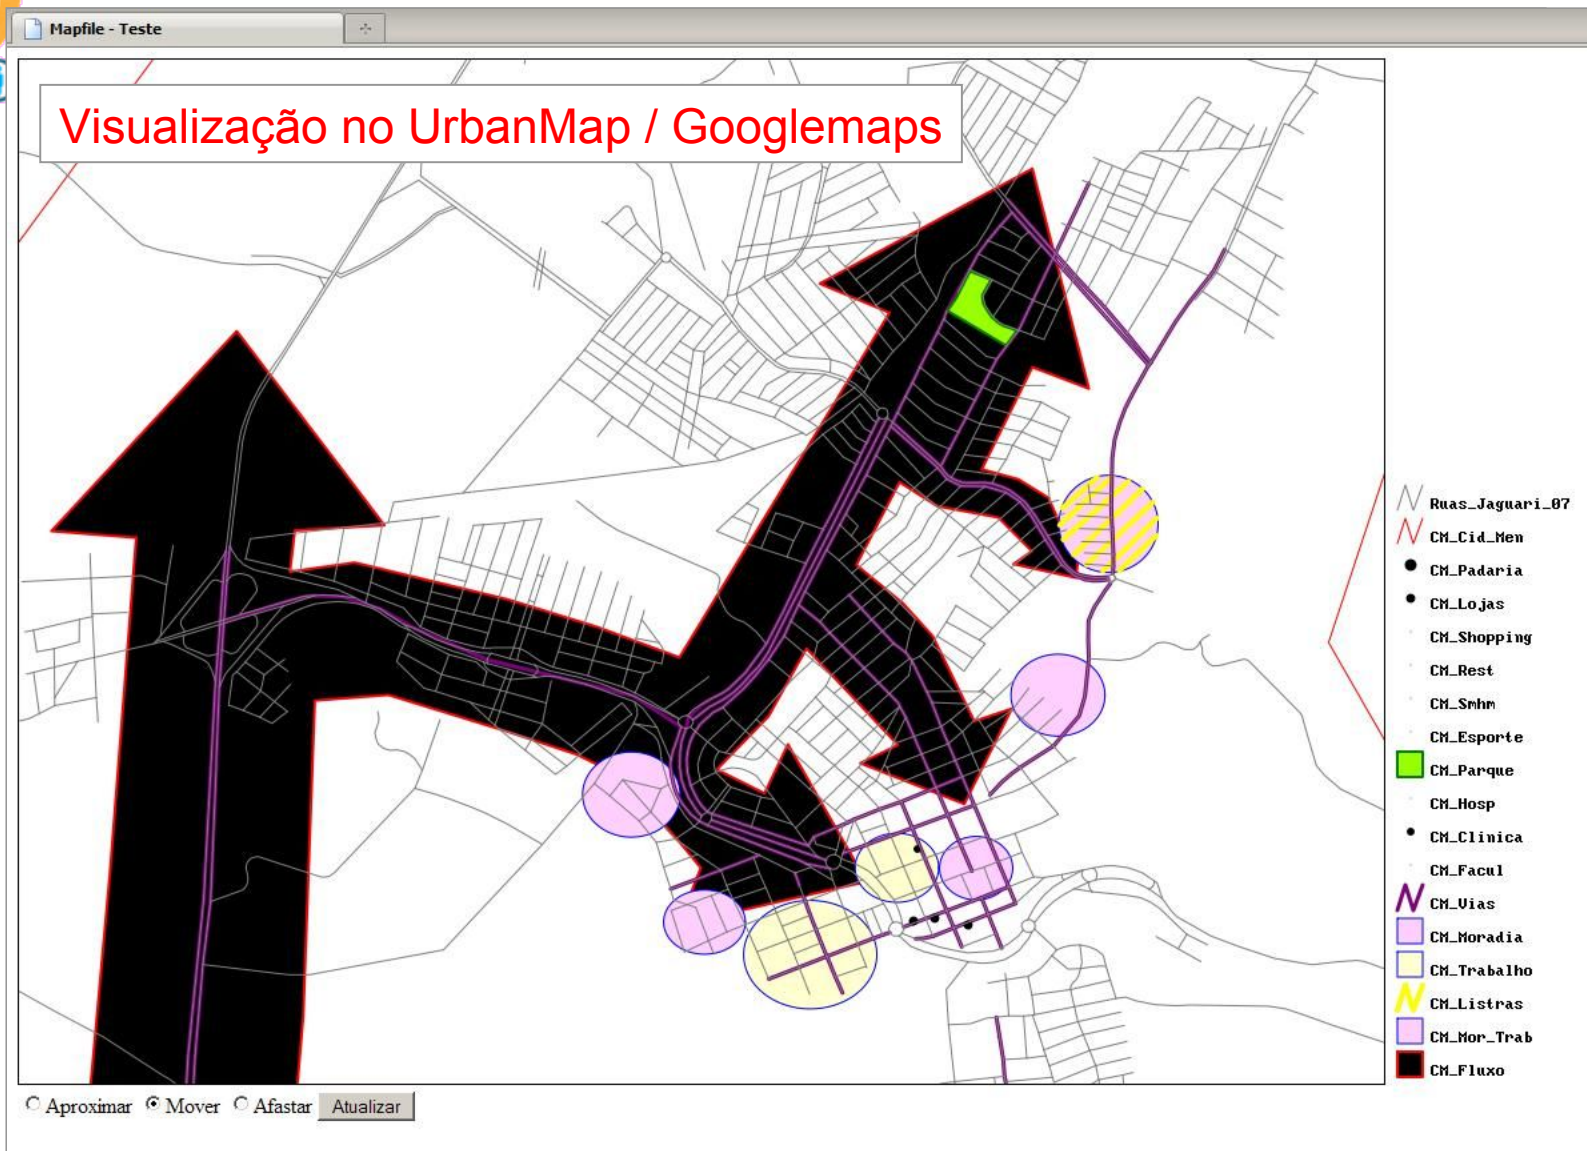 Mapfile - Teste
Visualização no UrbanMap / Googlemaps
Ruas_Jaguari_07
CM_Cid_Men
CM_Padaria
CM_Lojas
CM_Shopping
CM_Rest
CM_Smhm
CM_Esporte
CM_Parque
CM_Hosp
CM_Clinica
CM_Facul
CM_Vias
CM_Moradia
CM_Trabalho
CM_Listras
CM_Mor_Trab
CM_Fluxo
Aproximar Mover Afastar Atualizar